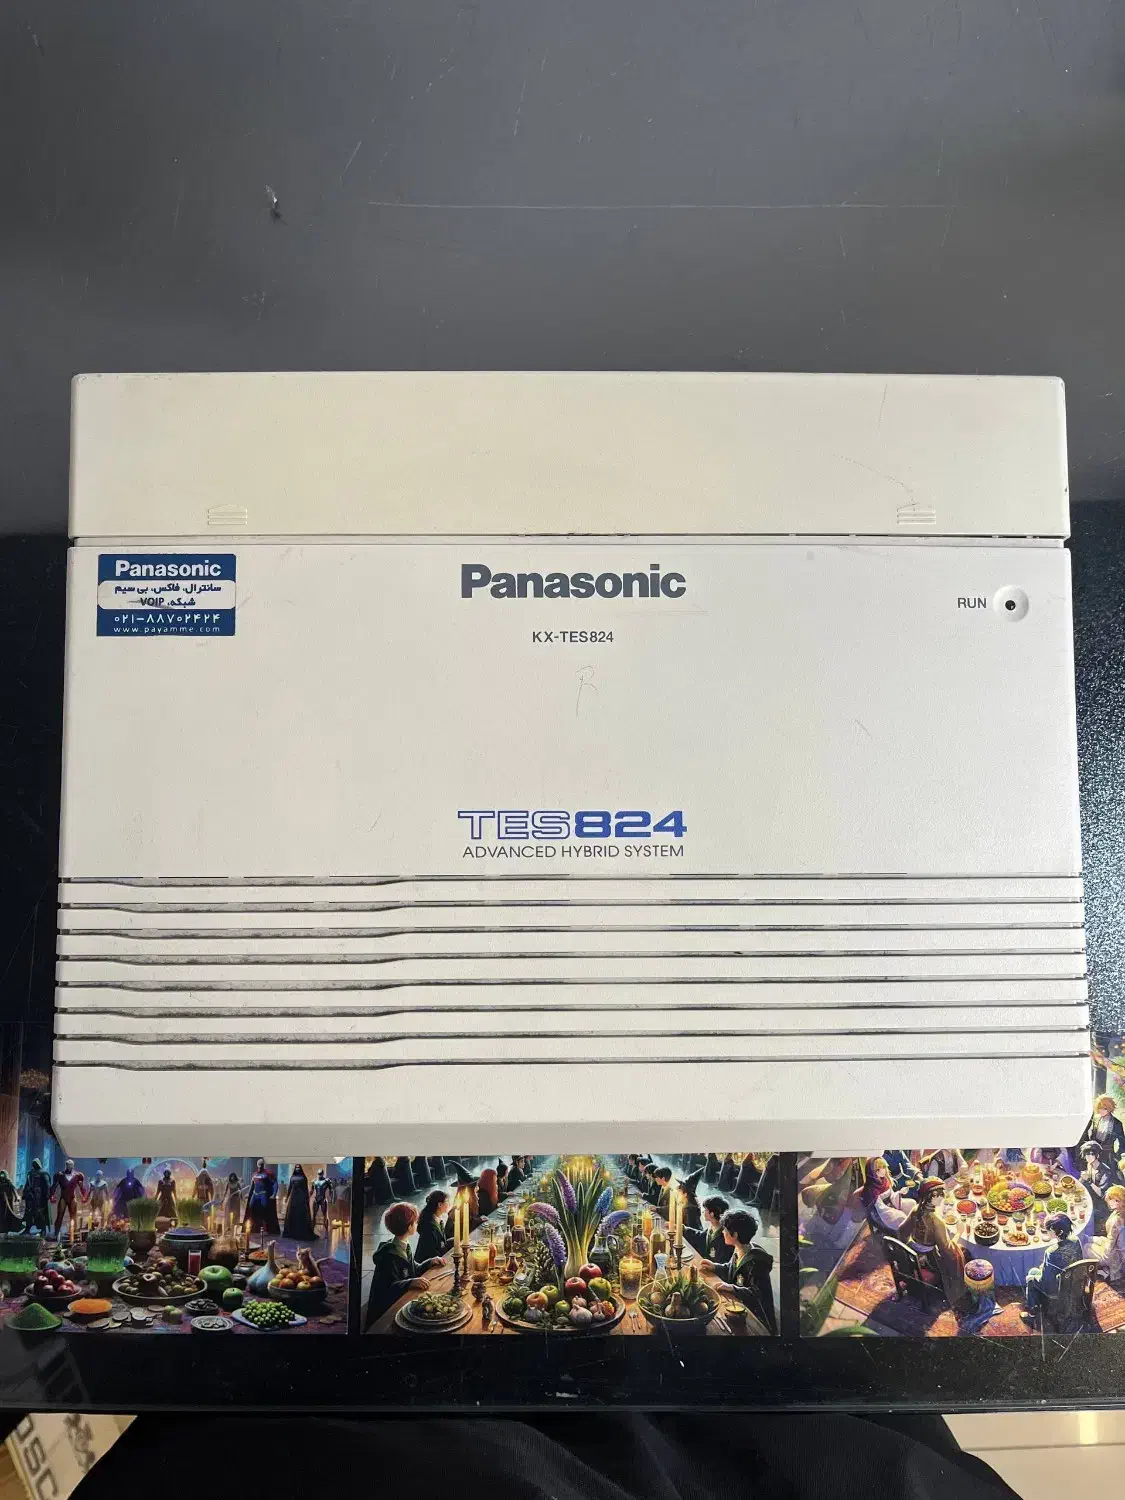 Panasonic
سانترال، فاکس، بی سیم
شبکه، VOIP
۰۲۱-۸۸۷۰۲۴۲۴
www.payamme.com
Panasonic
KX-TES824
RUN
TES824
ADVANCED HYBRID SYSTEM